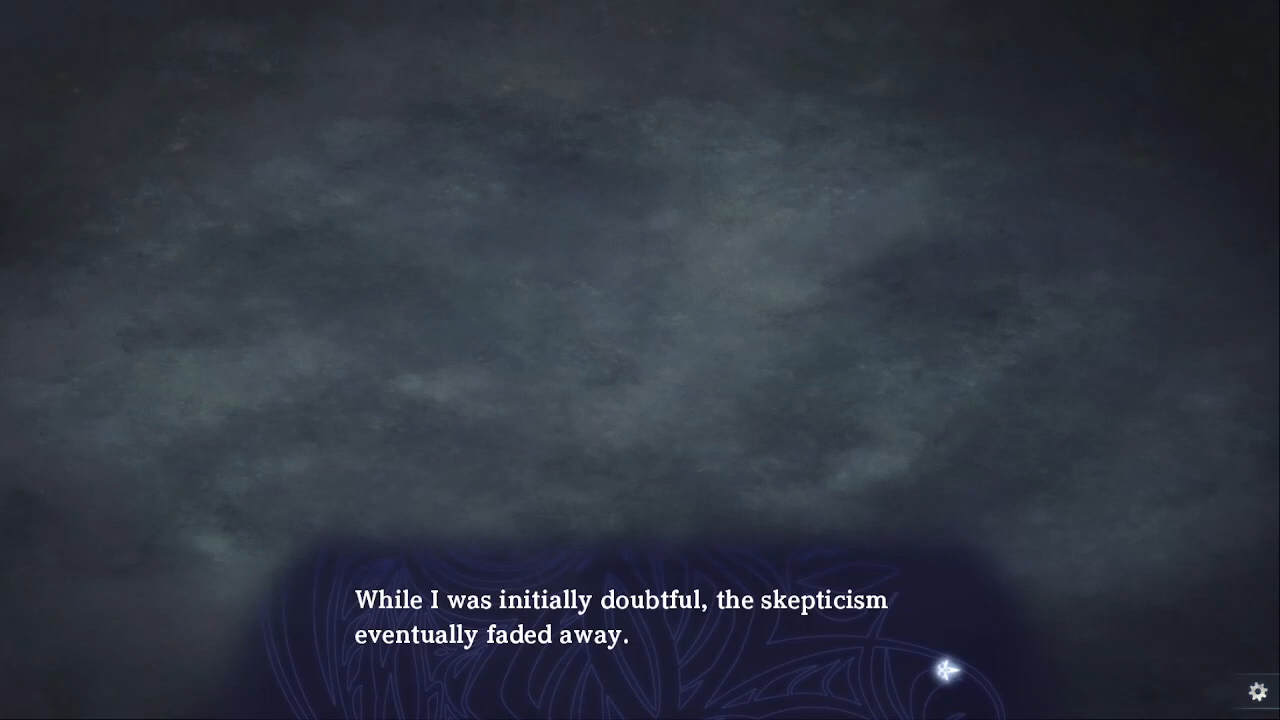 While I was initially doubtful, the skepticism
eventually faded away.